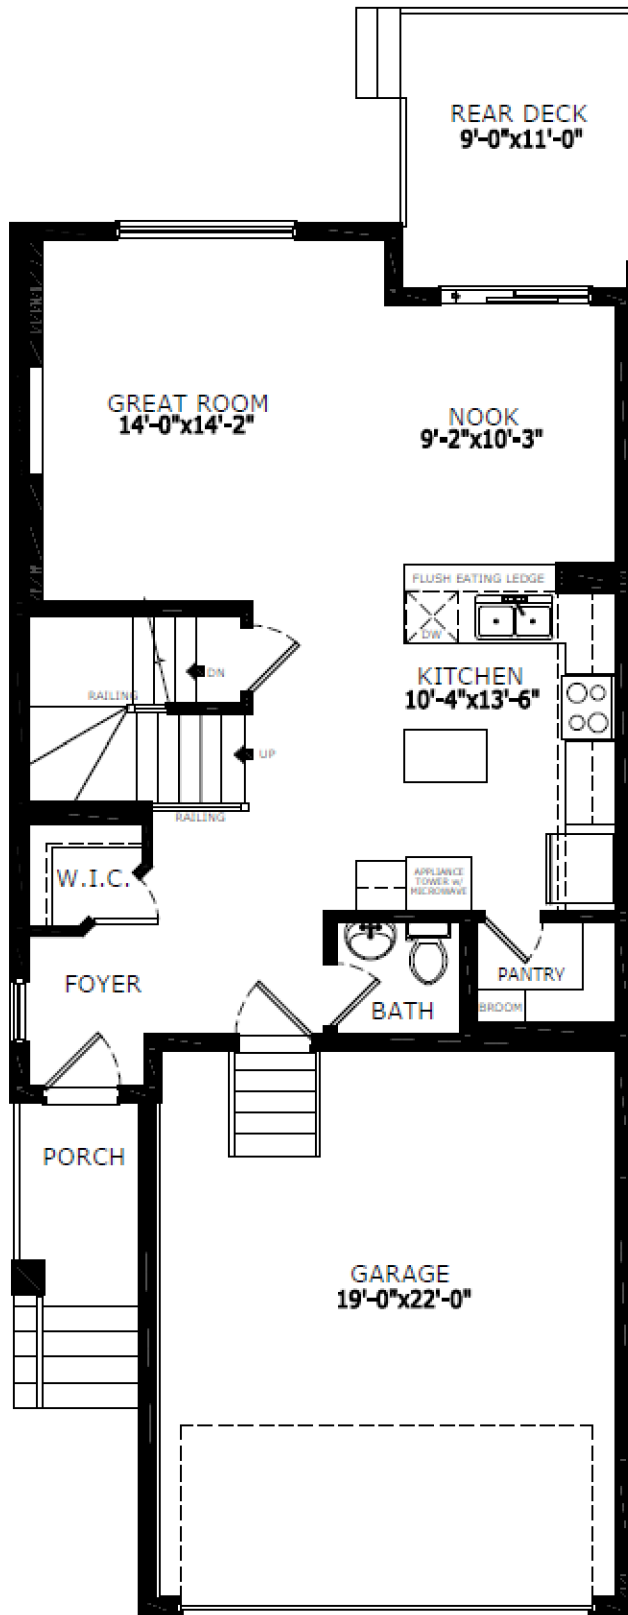 REAR DECK
9'-0"x11'-0"
GREAT ROOM
14'-0"x14'-2"
NOOK
9'-2"x10'-3"
FLUSH EATING LEDGE
DW
DN
KITCHEN
10'-4"x13'-6"
RAILING
UP
RAILING
W.I.C.
APPLIANCE
TOWER w/
MICROWAVE
FOYER
PANTRY
BATH
BROOM
PORCH
GARAGE
19'-0"x22'-0"